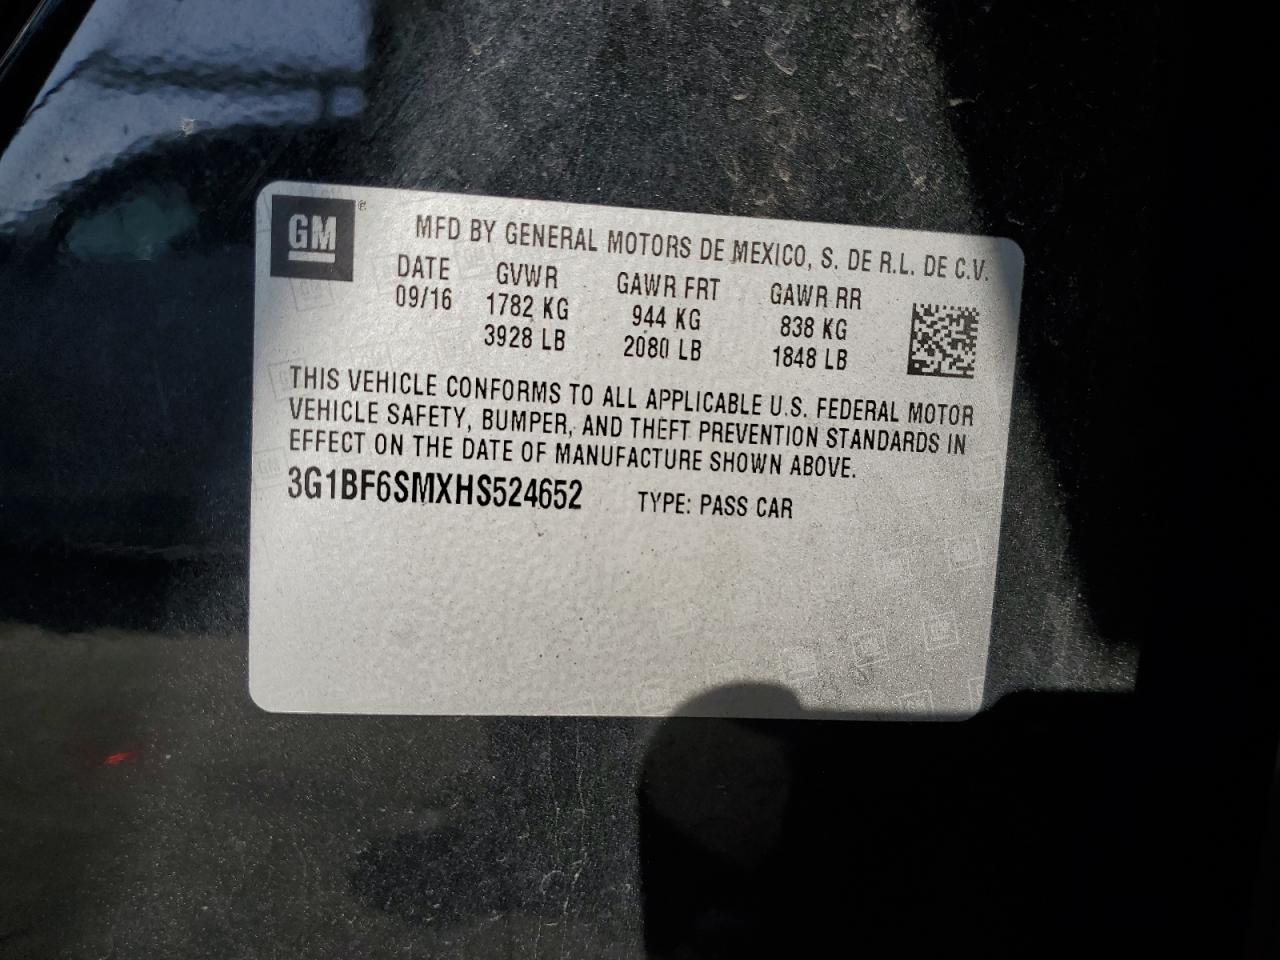 GM ®
MFD BY GENERAL MOTORS DE MEXICO, S. DE R.L. DE C.V.
DATE GVWR GAWR FRT GAWR RR
09/16 1782 KG 944 KG 838 KG
3928 LB 2080 LB 1848 LB
THIS VEHICLE CONFORMS TO ALL APPLICABLE U.S. FEDERAL MOTOR
VEHICLE SAFETY, BUMPER, AND THEFT PREVENTION STANDARDS IN
EFFECT ON THE DATE OF MANUFACTURE SHOWN ABOVE.
3G1BF6SMXHS524652 TYPE: PASS CAR